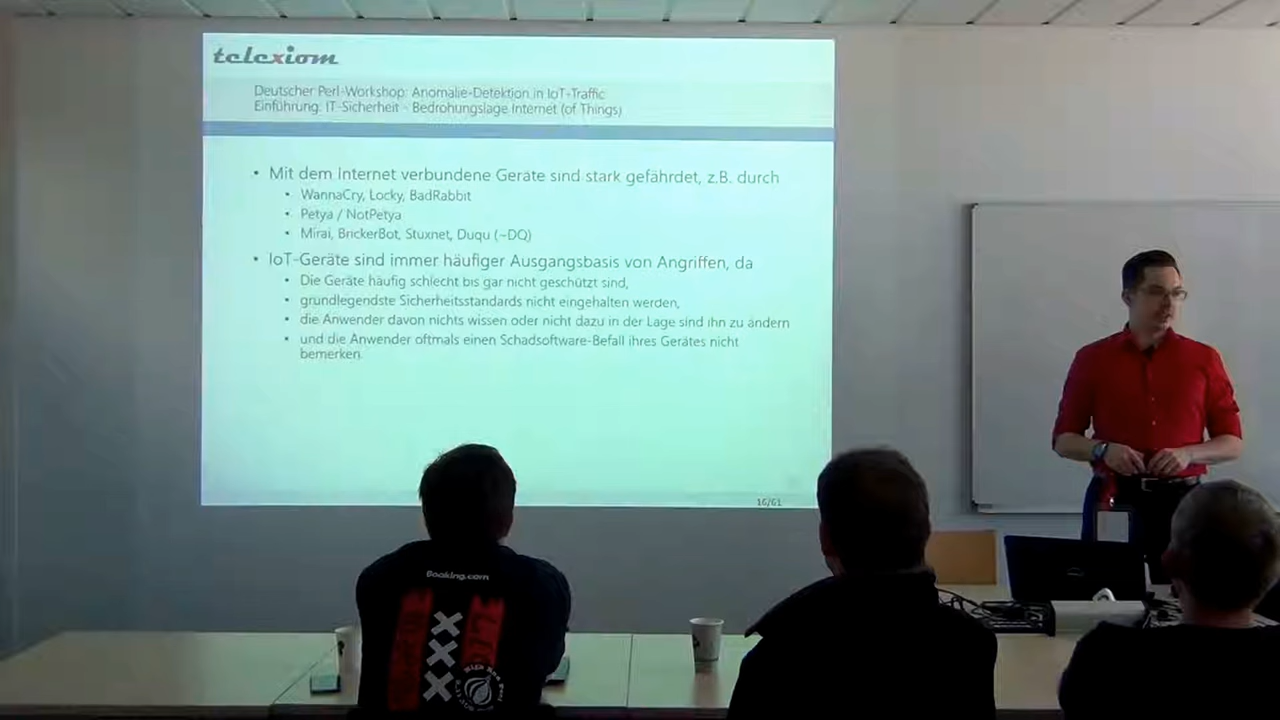 telexiom
Deutscher Perl-Workshop: Anomalie-Detektion in IoT-Traffic
Einführung: IT-Sicherheit - Bedrohungslage Internet (of Things)
• Mit dem Internet verbundene Geräte sind stark gefährdet, z.B. durch
• WannaCry, Locky, BadRabbit
• Petya / NotPetya
• Mirai, BrickerBot, Stuxnet, Duqu (~DQ)
• IoT-Geräte sind immer häufiger Ausgangsbasis von Angriffen, da
• Die Geräte häufig schlecht bis gar nicht geschützt sind,
• grundlegendste Sicherheitsstandards nicht eingehalten werden,
• die Anwender davon nichts wissen oder nicht dazu in der Lage sind ihn zu ändern
• und die Anwender oftmals einen Schadsoftware-Befall ihres Gerätes nicht
bemerken.
16/61
Booking.com